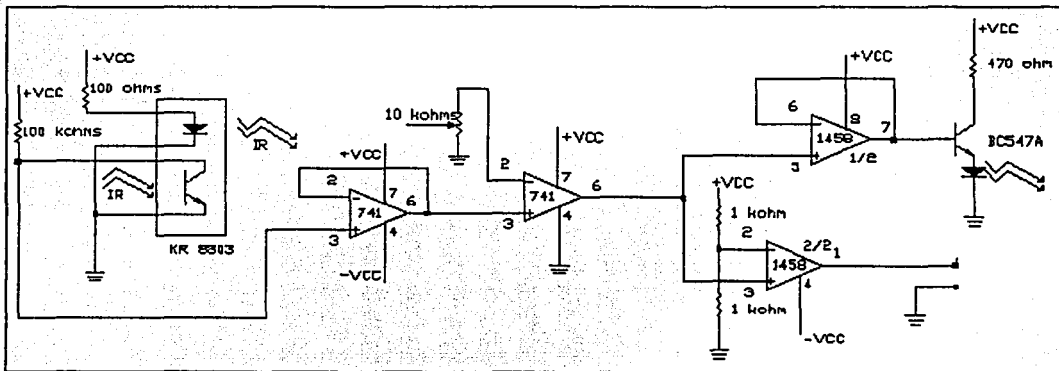 +VCC
100 ohms
+VCC
100 kohms
IR
IR
KR 8303
+VCC
2
7
6
741
3
4
-VCC
10 kohms
2
+VCC
7
6
741
3
4
+VCC
6
8
7
1458
3
1/2
+VCC
470 ohm
BC547A
+VCC
1 kohm
2
2/2
1
1458
3
4
1 kohm
-VCC